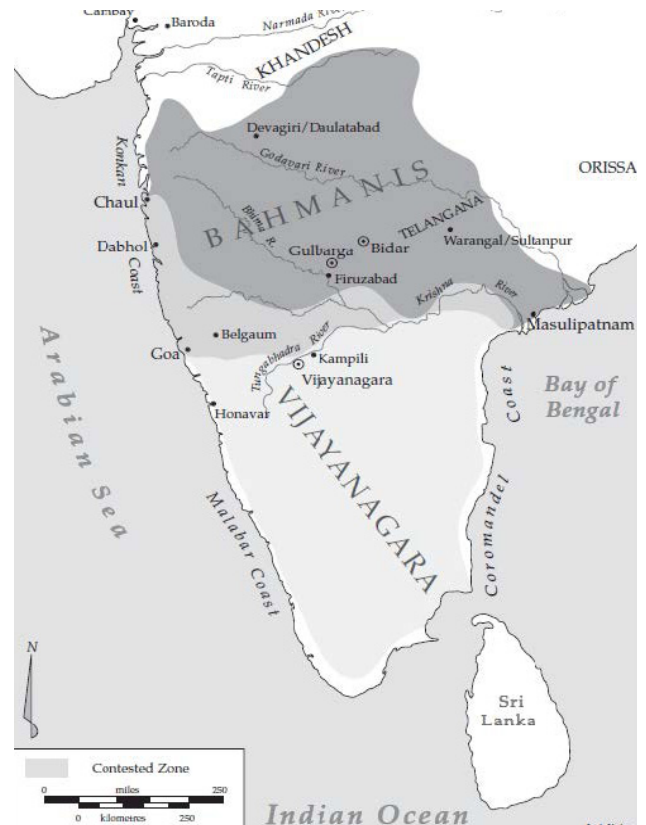 Cambay
Baroda
Narmada River
KHANDESH
Tapti River
Devagiri/Daulatabad
Godavari River
ORISSA
Konkan
BAHMANIS
Chaul
Bhima R.
TELANGANA
Gulbarga
Bidar
Warangal/Sultanpur
Dabhol
Firuzabad
Coast
Krishna
River
Masulipatnam
Belgaum
Goa
Tungabhadra River
Kampili
Vijayanagara
Arabian Sea
Bay of
Bengal
Honavar
VIJAYANAGARA
Coromandel Coast
Malabar Coast
N
Sri
Lanka
Contested Zone
0 miles 250
0 kilometres 250
Indian Ocean